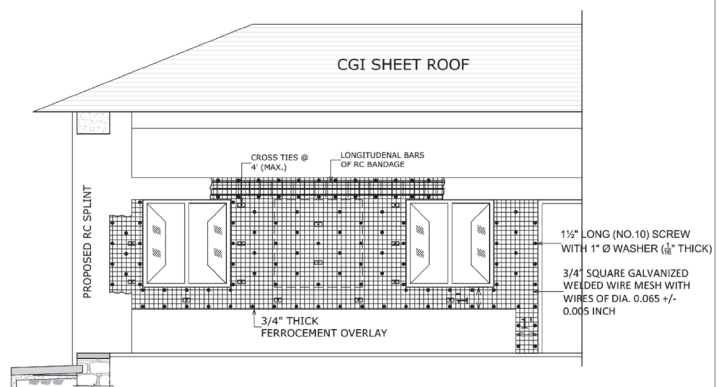 CGI SHEET ROOF
CROSS TIES @
4' (MAX.)
LONGITUDENAL BARS
OF RC BANDAGE
PROPOSED RC SPLINT
1½" LONG (NO.10) SCREW
WITH 1" Ø WASHER (1/16" THICK)
3/4" SQUARE GALVANIZED
WELDED WIRE MESH WITH
WIRES OF DIA. 0.065 +/-
0.005 INCH
1'
3/4" THICK
FERROCEMENT OVERLAY
1'